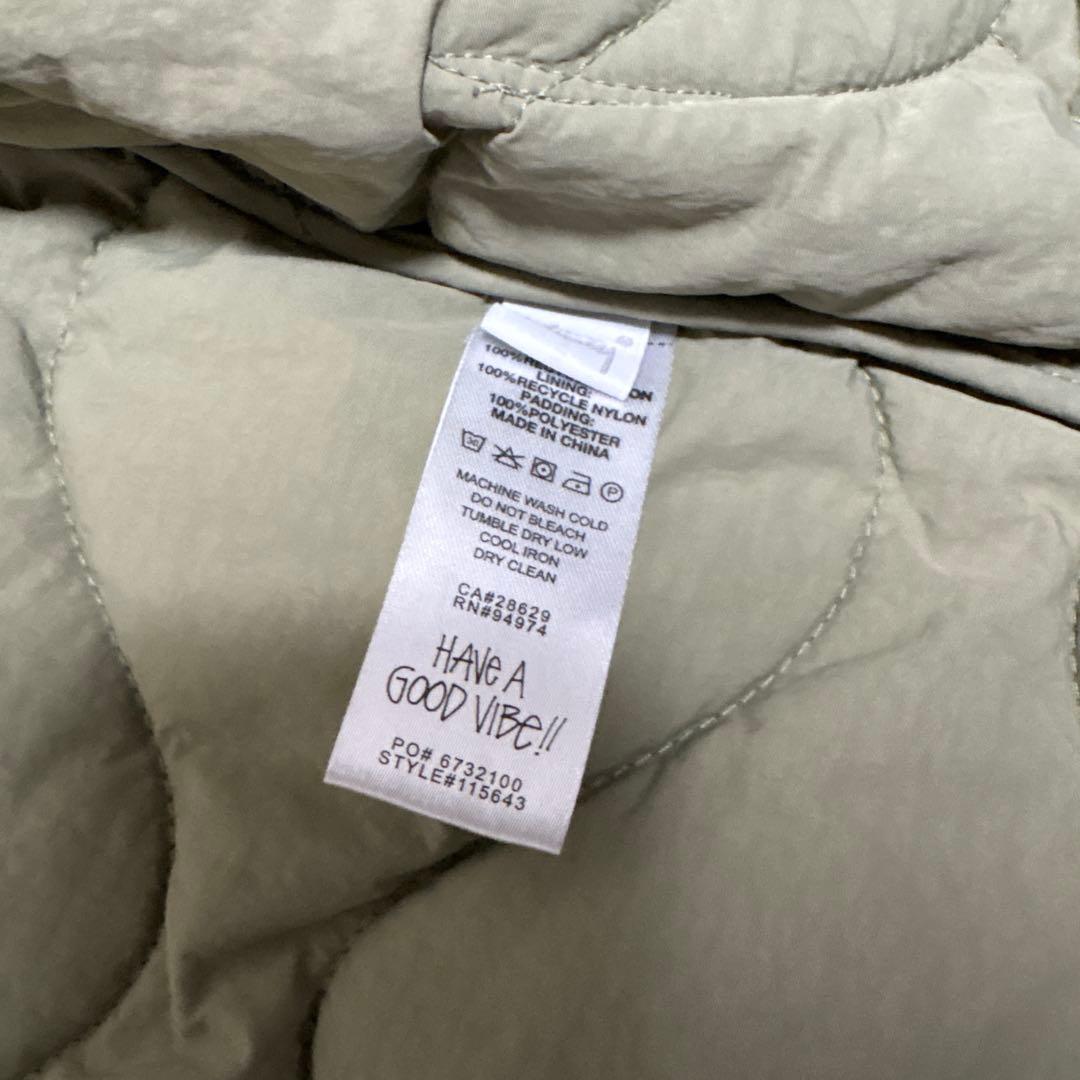 LINING:
100%RECYCLE NYLON
PADDING:
100%POLYESTER
MADE IN CHINA
30
P
MACHINE WASH COLD
DO NOT BLEACH
TUMBLE DRY LOW
COOL IRON
DRY CLEAN
CA#28629
RN#94974
HAVE A
GOOD VIBE!!
PO# 6732100
STYLE#115643